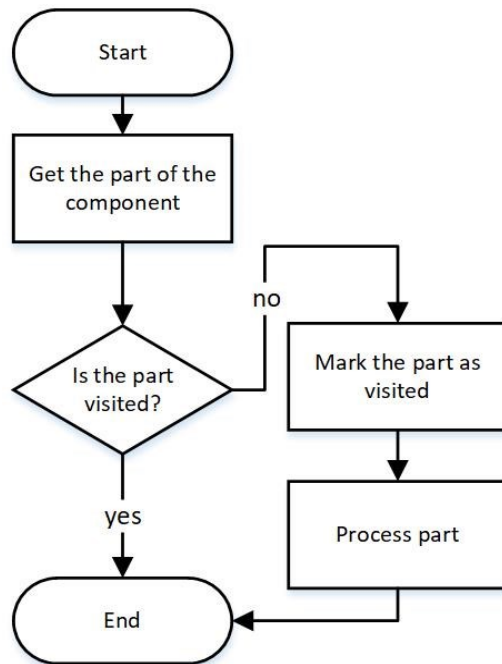 Start
Get the part of the
component
Is the part
visited?
no
yes
Mark the part as
visited
Process part
End